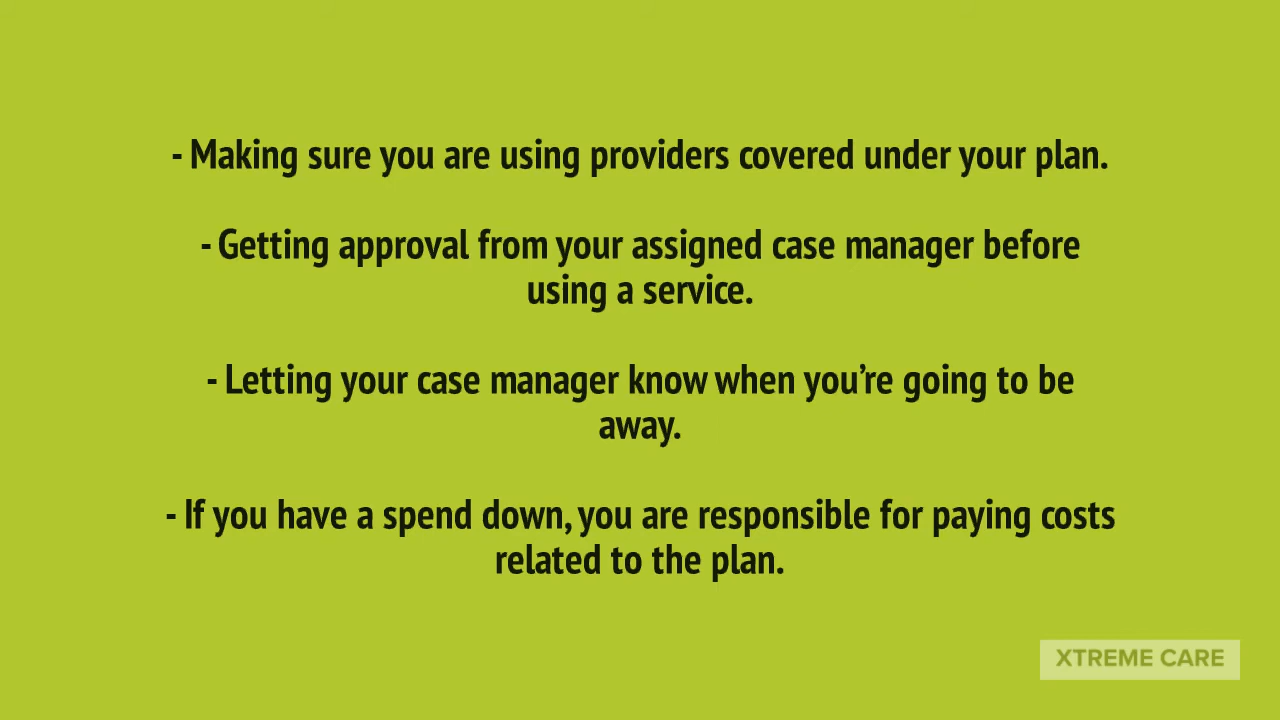 - Making sure you are using providers covered under your plan.
- Getting approval from your assigned case manager before
using a service.
- Letting your case manager know when you’re going to be
away.
- If you have a spend down, you are responsible for paying costs
related to the plan.
XTREME CARE